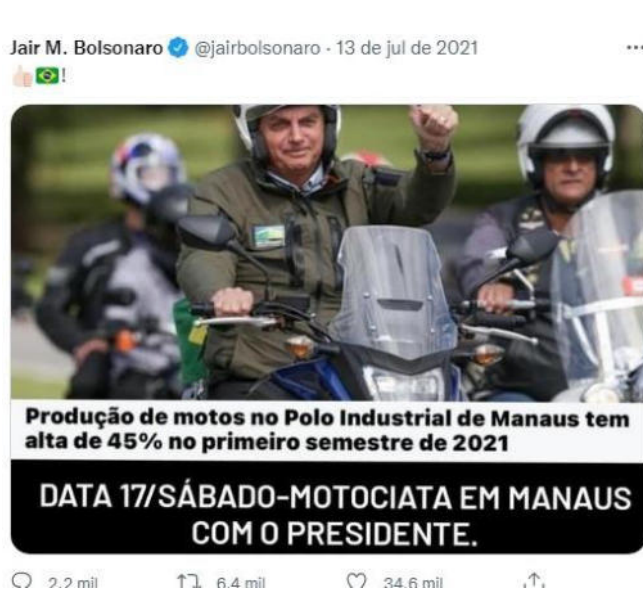 Jair M. Bolsonaro @jairbolsonaro · 13 de jul de 2021
👍🏻🇧🇷!
Produção de motos no Polo Industrial de Manaus tem
alta de 45% no primeiro semestre de 2021
DATA 17/SÁBADO-MOTOCIATA EM MANAUS
COM O PRESIDENTE.
2,2 mil 6,4 mil 34,6 mil